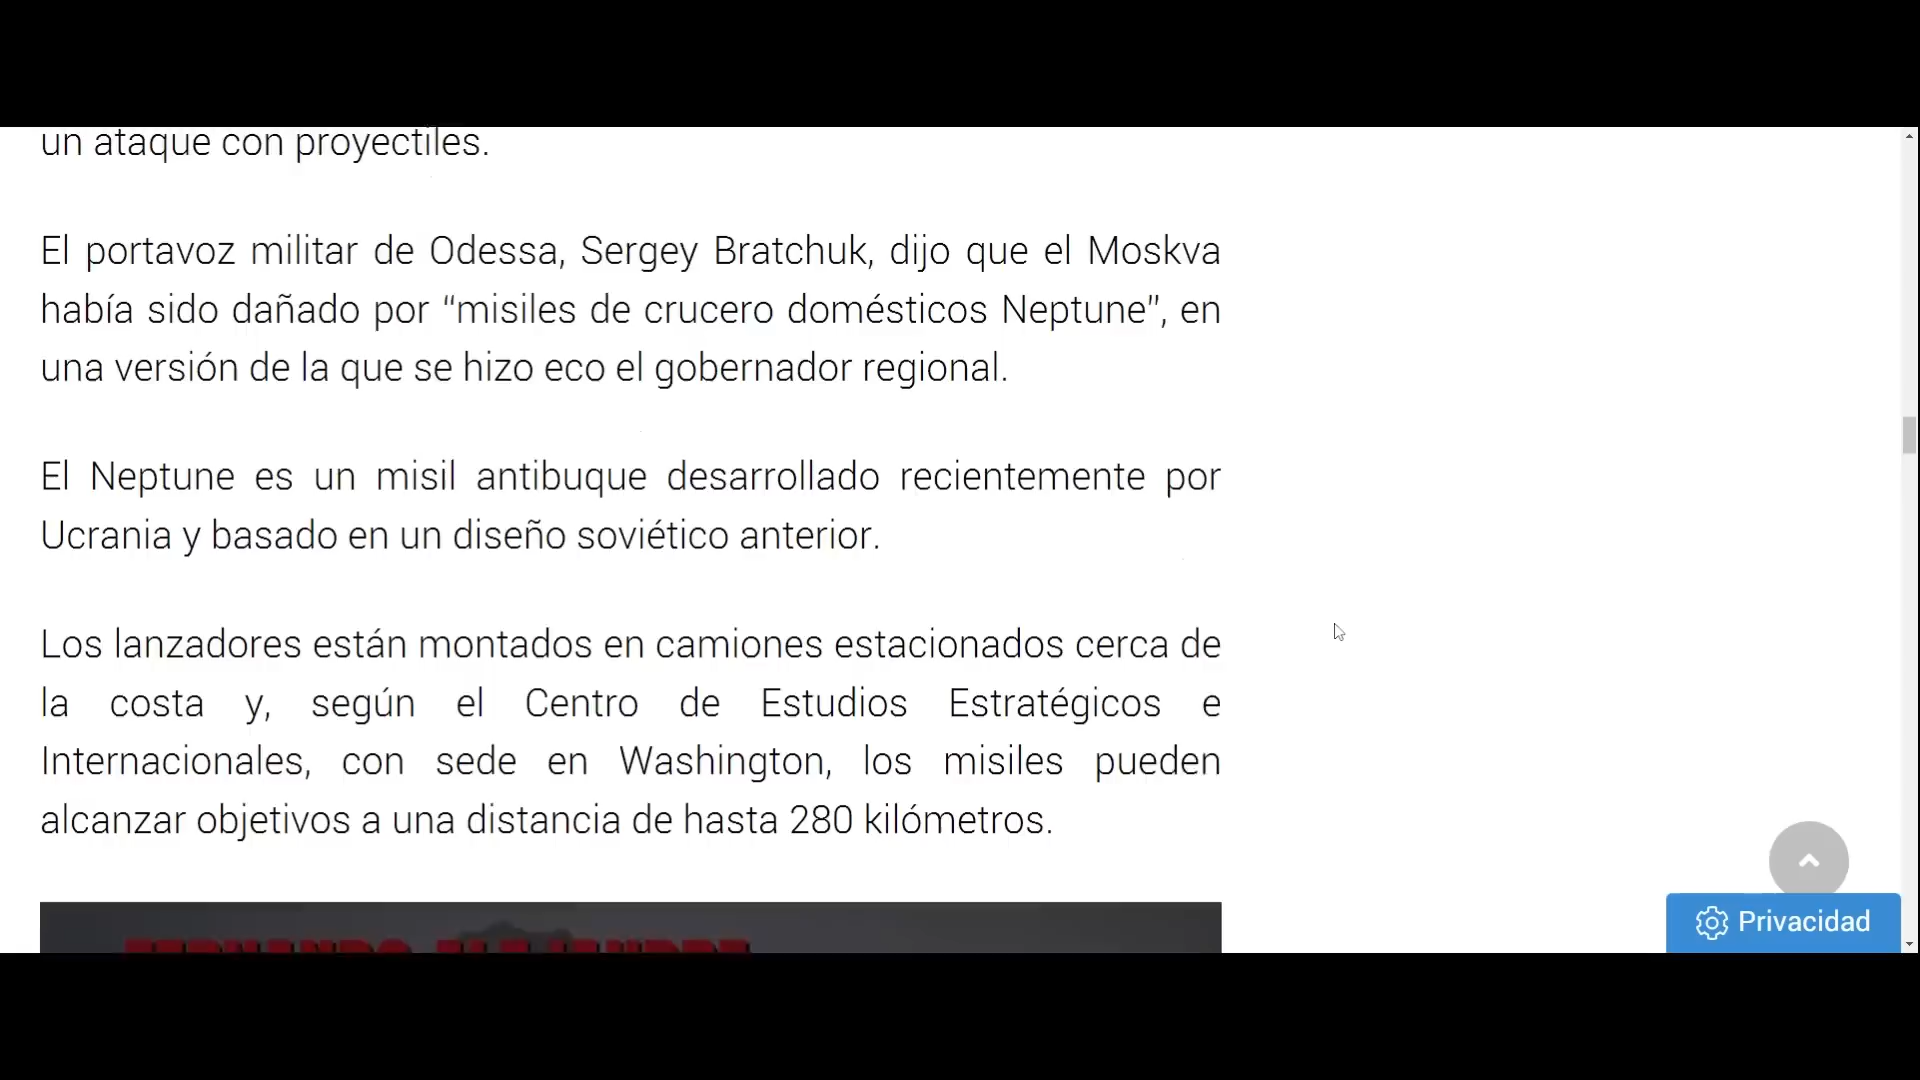 un ataque con proyectiles.
El portavoz militar de Odessa, Sergey Bratchuk, dijo que el Moskva
había sido dañado por “misiles de crucero domésticos Neptune”, en
una versión de la que se hizo eco el gobernador regional.
El Neptune es un misil antibuque desarrollado recientemente por
Ucrania y basado en un diseño soviético anterior.
Los lanzadores están montados en camiones estacionados cerca de
la costa y, según el Centro de Estudios Estratégicos e
Internacionales, con sede en Washington, los misiles pueden
alcanzar objetivos a una distancia de hasta 280 kilómetros.
Privacidad